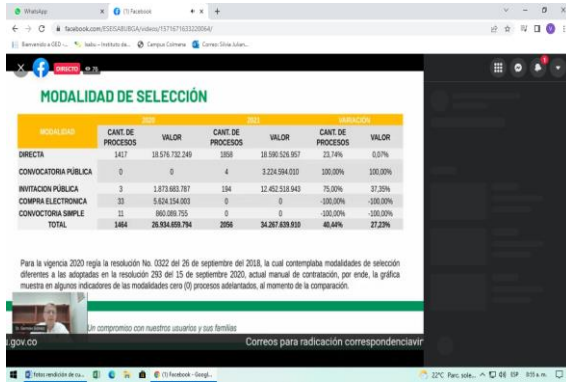 WhatsApp
(1) Facebook
facebook.com/ESEISABUBGA/videos/1571671633220064/
Campus Colmena
DIRECTO
MODALIDAD DE SELECCIÓN
MODALIDAD
2020
2021
VARIACIÓN
CANT. DE PROCESOS VALOR CANT. DE PROCESOS VALOR CANT. DE PROCESOS VALOR
DIRECTA 1417 18.576.732.249 1858 18.590.526.957 23,74% 0,07%
CONVOCATORIA PÚBLICA 0 0 4 3.224.594.010 100,00% 100,00%
INVITACION PÚBLICA 3 1.873.683.787 194 12.452.518.943 75,00% 37,35%
COMPRA ELECTRONICA 33 5.624.154.003 0 0 -100,00% -100,00%
CONVOCTORIA SIMPLE 11 860.089.755 0 0 -100,00% -100,00%
TOTAL 1464 26.934.659.794 2056 34.267.639.910 40,44% 27,23%
Para la vigencia 2020 regía la resolución No. 0322 del 26 de septiembre del 2018, la cual contemplaba modalidades de selección
diferentes a las adoptadas en la resolución 293 del 15 de septiembre 2020, actual manual de contratación, por ende, la gráfica
muestra en algunos indicadores de las modalidades cero (0) procesos adelantados, al momento de la comparación.
Un compromiso con nuestros usuarios y sus familias
.gov.co
Correos para radicación correspondenciavir
fotos rendición de cu...
(1) Facebook - Googl...
22°C Parc. sole...
ESP